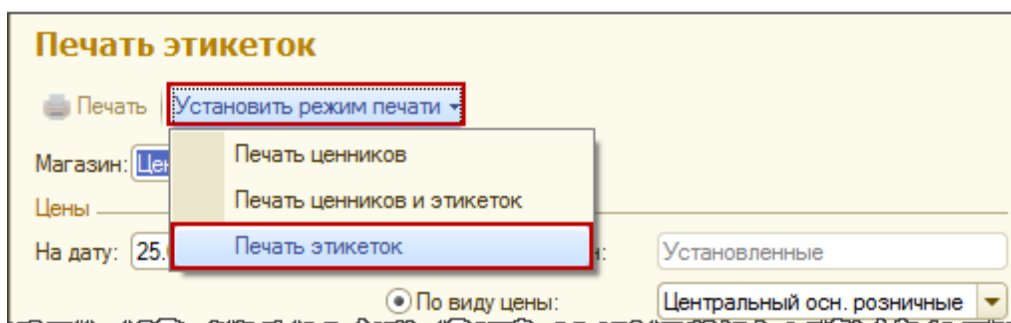 Печать этикеток
Печать Установить режим печати
Печать ценников
Магазин:
Печать ценников и этикеток
Цены
Печать этикеток
На дату: 25. Установленные
По виду цены: Центральный осн. розничные